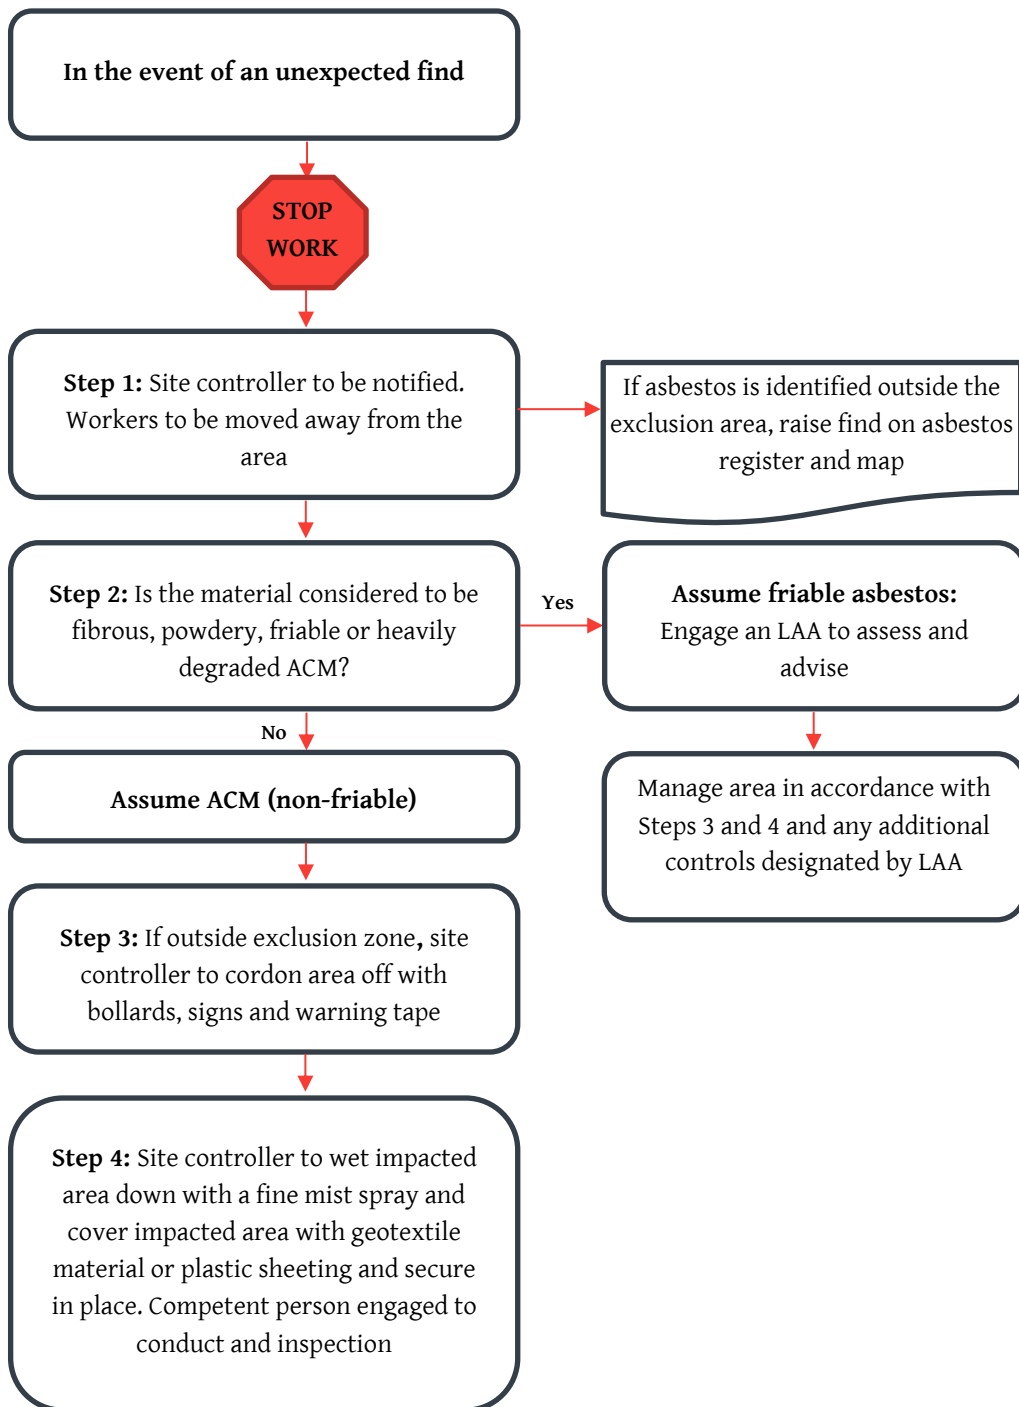 In the event of an unexpected find
STOP
WORK
Step 1: Site controller to be notified.
Workers to be moved away from the
area
If asbestos is identified outside the
exclusion area, raise find on asbestos
register and map
Step 2: Is the material considered to be
fibrous, powdery, friable or heavily
degraded ACM?
Yes
Assume friable asbestos:
Engage an LAA to assess and
advise
No
Assume ACM (non-friable)
Manage area in accordance with
Steps 3 and 4 and any additional
controls designated by LAA
Step 3: If outside exclusion zone, site
controller to cordon area off with
bollards, signs and warning tape
Step 4: Site controller to wet impacted
area down with a fine mist spray and
cover impacted area with geotextile
material or plastic sheeting and secure
in place. Competent person engaged to
conduct and inspection